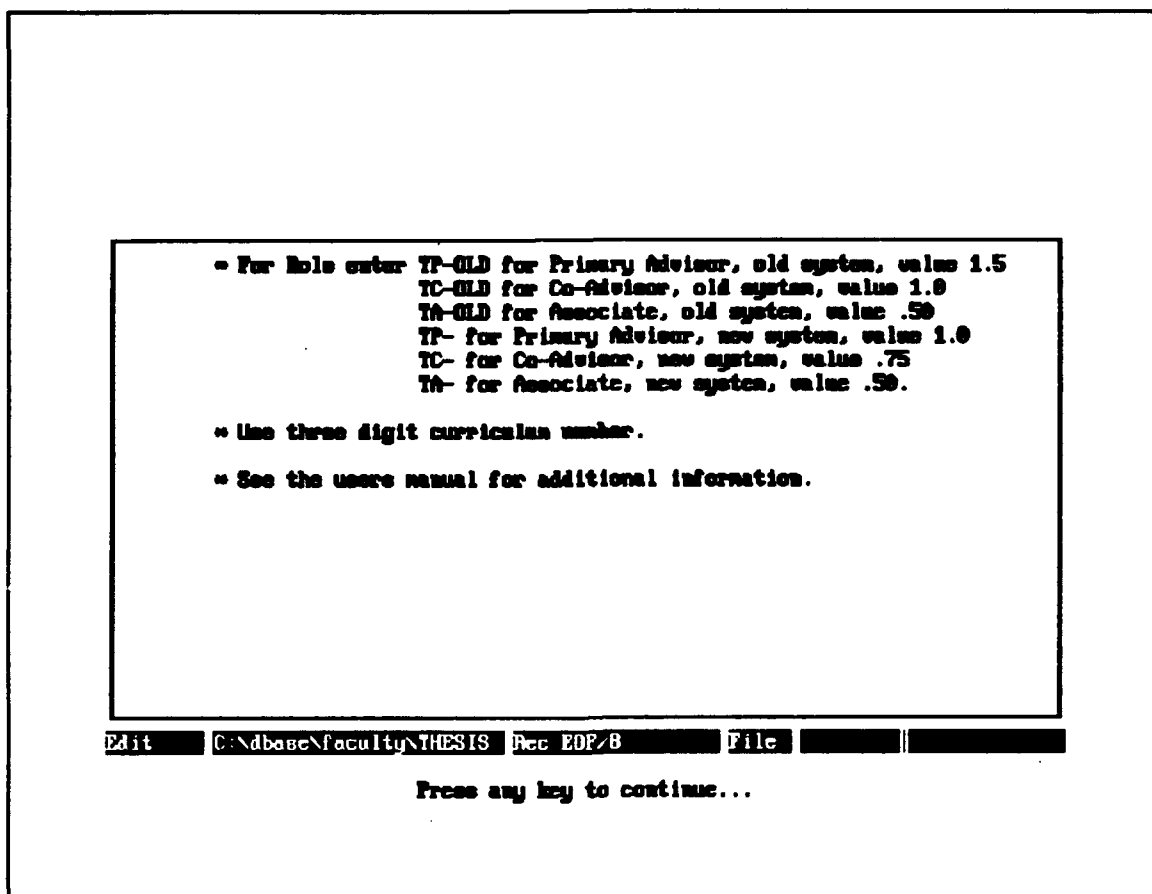 * For Role enter TP-OLD for Primary Advisor, old system, value 1.5
TC-OLD for Co-Advisor, old system, value 1.0
TA-OLD for Associate, old system, value .50
TP- for Primary Advisor, new system, value 1.0
TC- for Co-Advisor, new system, value .75
TA- for Associate, new system, value .50.
* Use three digit curriculum number.
* See the users manual for additional information.
Edit C:\dbase\faculty\THESIS Rec EOF/8 File
Press any key to continue...